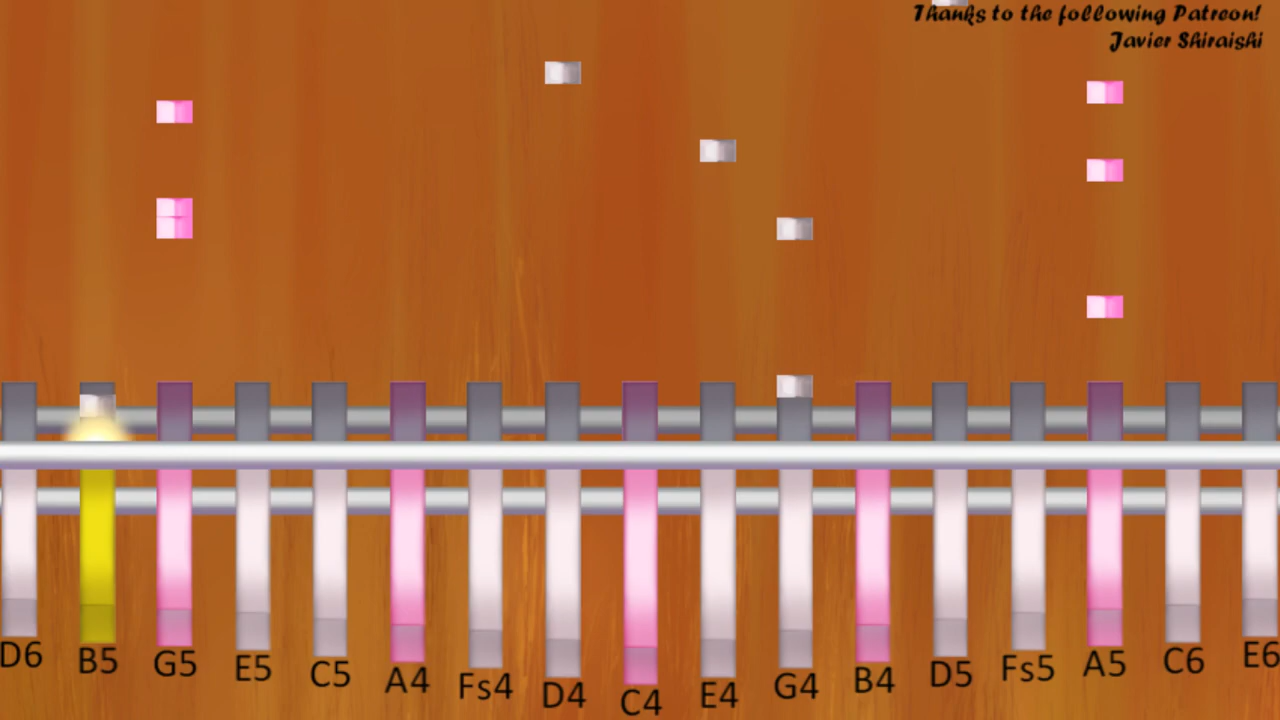 Thanks to the following Patreon!
Javier Shiraishi
D6 B5 G5 E5 C5 A4 Fs4 D4 C4 E4 G4 B4 D5 Fs5 A5 C6 E6